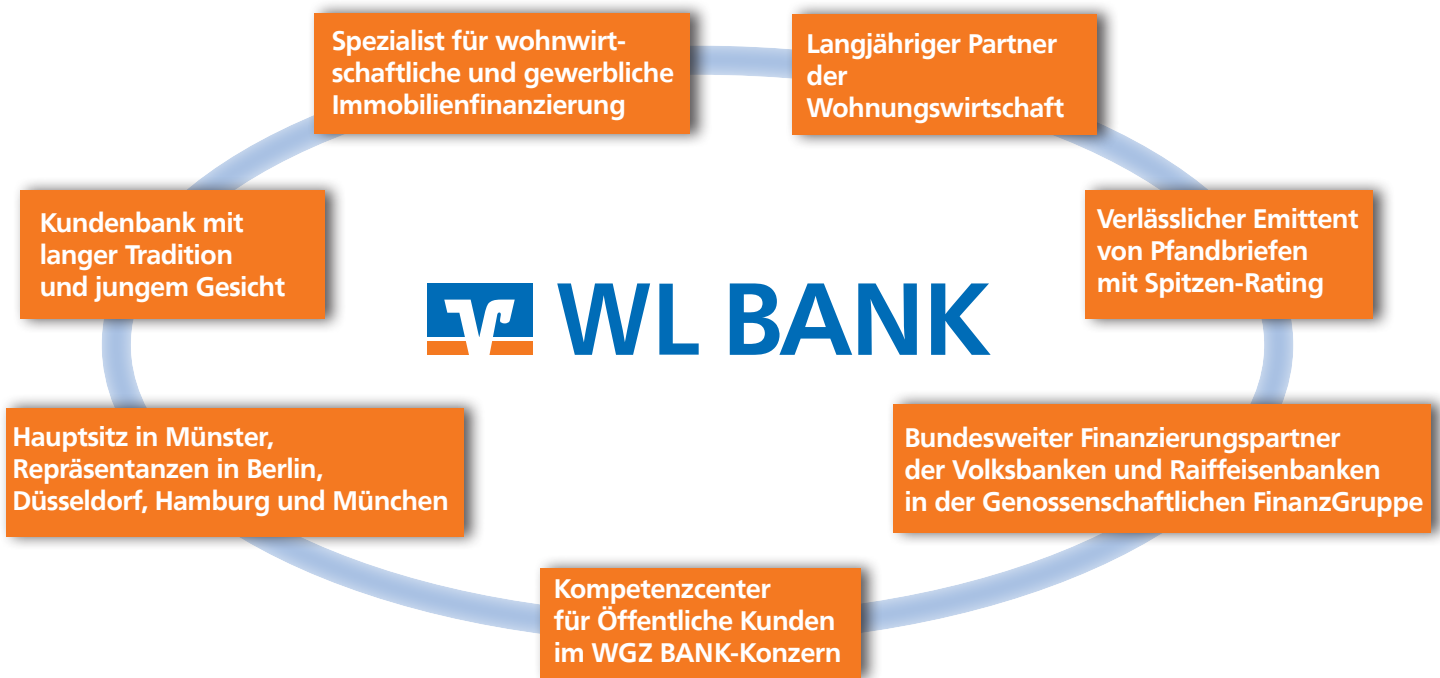 Spezialist für wohnwirt-
schaftliche und gewerbliche
Immobilienfinanzierung
Langjähriger Partner
der
Wohnungswirtschaft
Kundenbank mit
langer Tradition
und jungem Gesicht
Verlässlicher Emittent
von Pfandbriefen
mit Spitzen-Rating
WL BANK
Hauptsitz in Münster,
Repräsentanzen in Berlin,
Düsseldorf, Hamburg und München
Bundesweiter Finanzierungspartner
der Volksbanken und Raiffeisenbanken
in der Genossenschaftlichen FinanzGruppe
Kompetenzcenter
für Öffentliche Kunden
im WGZ BANK-Konzern